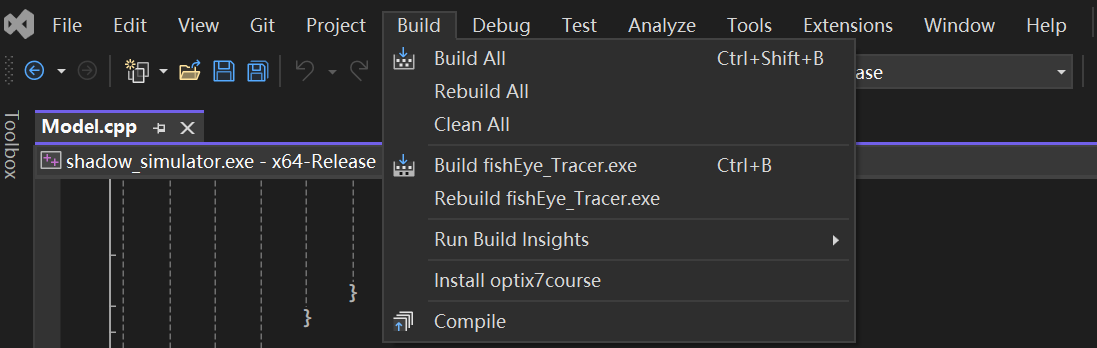 File Edit View Git Project Build Debug Test Analyze Tools Extensions Window Help
Build All Ctrl+Shift+B
ase
Rebuild All
Clean All
Toolbox
Model.cpp
shadow_simulator.exe - x64-Release
Build fishEye_Tracer.exe Ctrl+B
Rebuild fishEye_Tracer.exe
Run Build Insights
Install optix7course
}
}
Compile